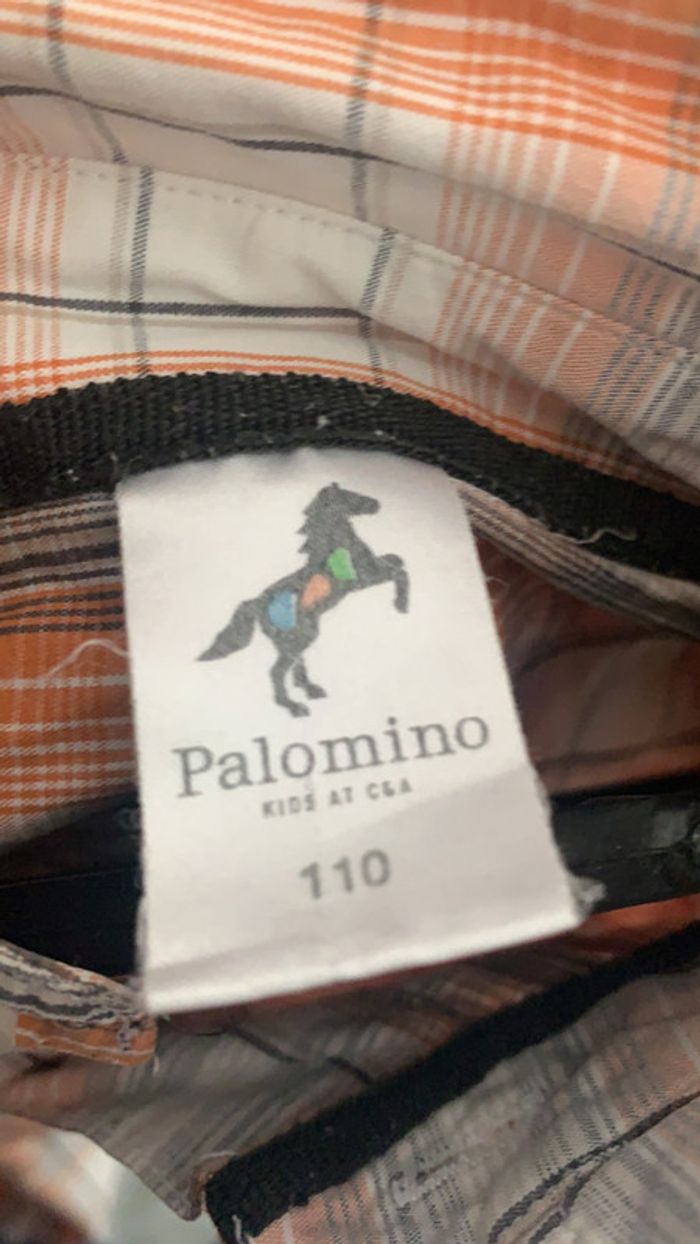 Palomino
KIDS AT C&A
110